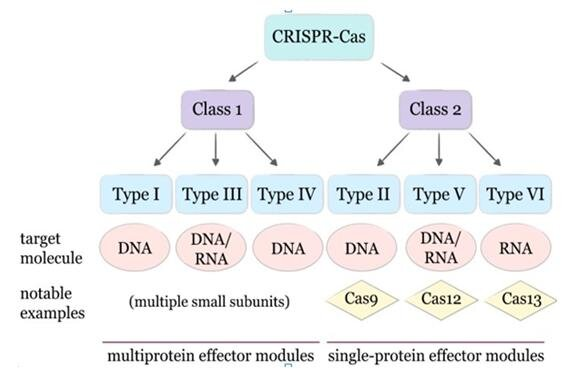 CRISPR-Cas
Class 1
Class 2
Type I
Type III
Type IV
Type II
Type V
Type VI
target
molecule
DNA
DNA/
RNA
DNA
DNA
DNA/
RNA
RNA
notable
examples
(multiple small subunits)
Cas9
Cas12
Cas13
multiprotein effector modules
single-protein effector modules